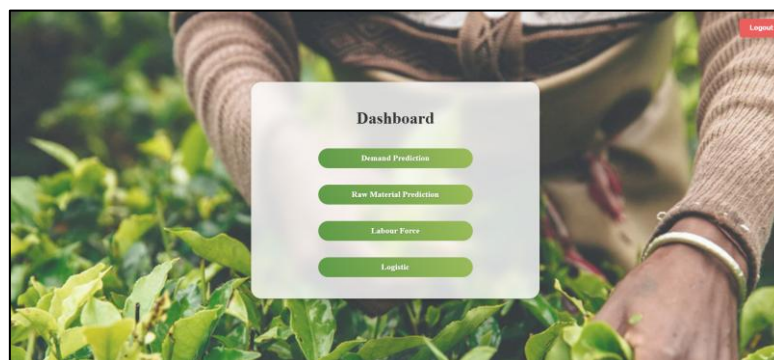 Logout
Dashboard
Demand Prediction
Raw Material Prediction
Labour Force
Logistic